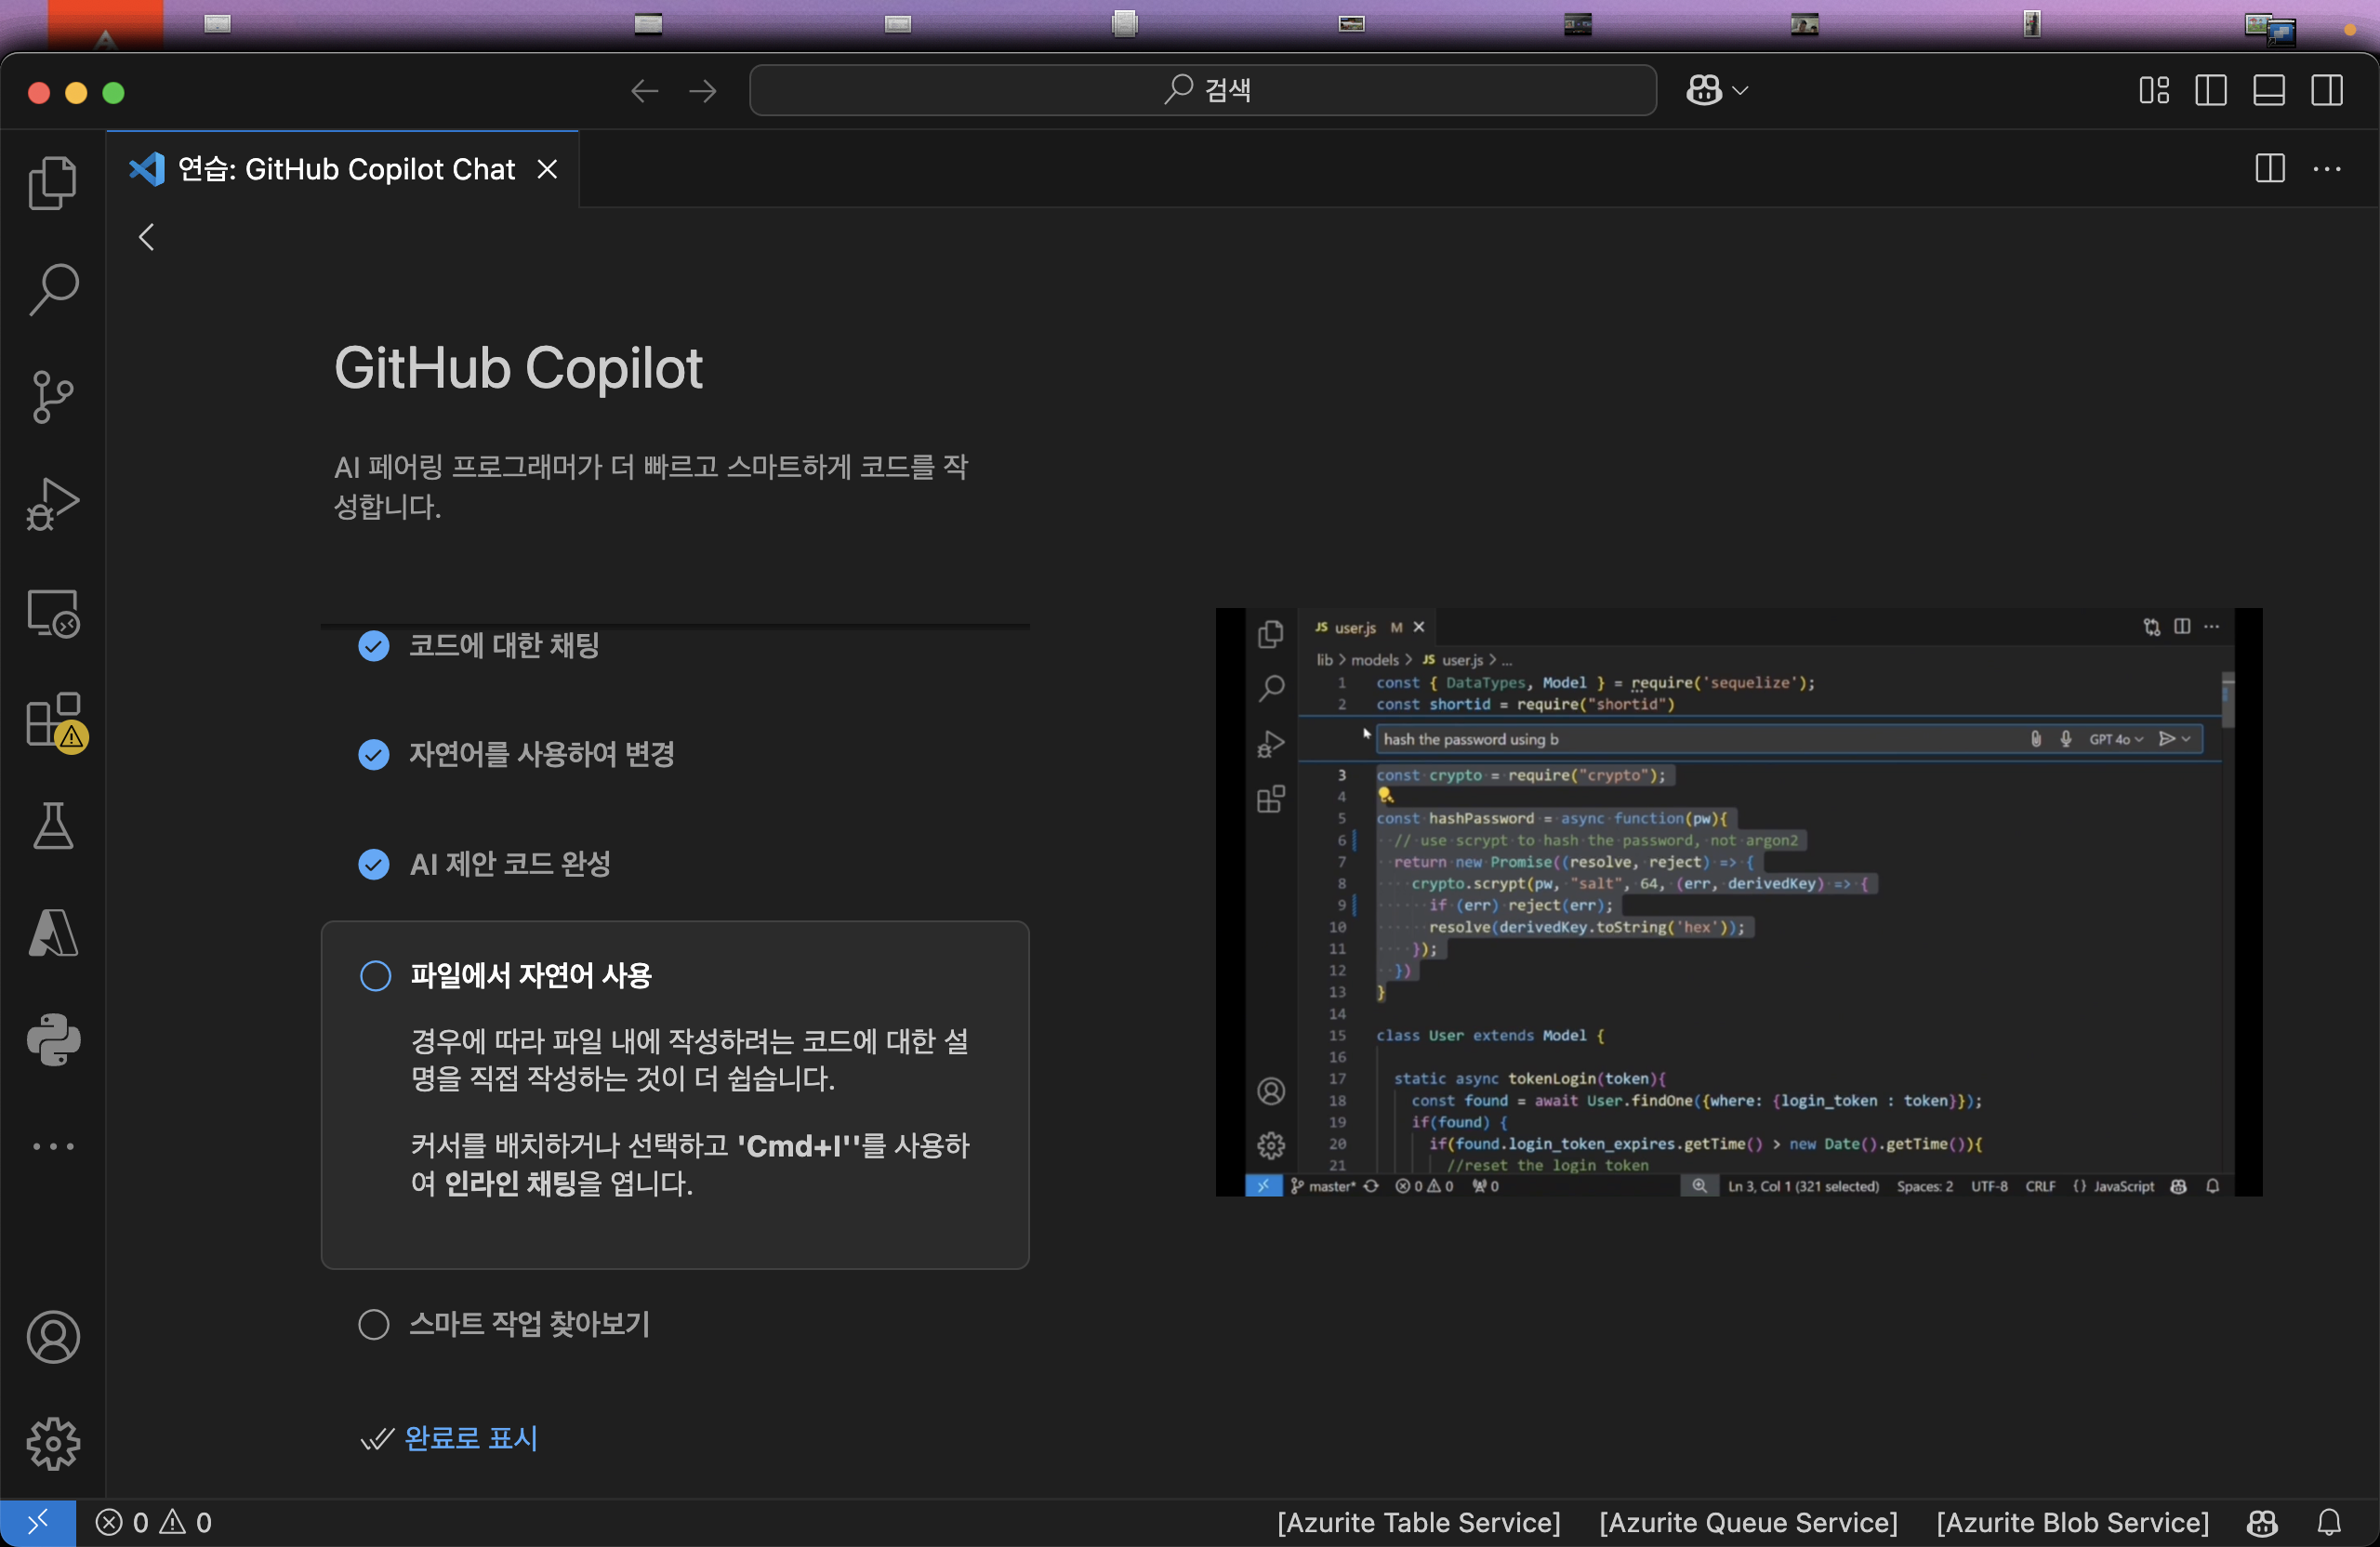 검색
연습: GitHub Copilot Chat
GitHub Copilot
AI 페어링 프로그래머가 더 빠르고 스마트하게 코드를 작
성합니다.
코드에 대한 채팅
자연어를 사용하여 변경
AI 제안 코드 완성
파일에서 자연어 사용
경우에 따라 파일 내에 작성하려는 코드에 대한 설
명을 직접 작성하는 것이 더 쉽습니다.
커서를 배치하거나 선택하고 'Cmd+I''를 사용하
여 인라인 채팅을 엽니다.
스마트 작업 찾아보기
완료로 표시
JS user.js M
lib > models > JS user.js > ...
1 const { DataTypes, Model } = require('sequelize');
2 const shortid = require("shortid")
hash the password using b GPT 4o
3 const crypto = require("crypto");
4
5 const hashPassword = async function(pw){
6 // use scrypt to hash the password, not argon2
7 return new Promise((resolve, reject) => {
8 crypto.scrypt(pw, "salt", 64, (err, derivedKey) => {
9 if (err) reject(err);
10 resolve(derivedKey.toString('hex'));
11 });
12 })
13 }
14
15 class User extends Model {
16
17 static async tokenLogin(token){
18 const found = await User.findOne({where: {login_token : token}});
19 if(found) {
20 if(found.login_token_expires.getTime() > new Date().getTime()){
21 //reset the login token
master* 0 0 0 Ln 3, Col 1 (321 selected) Spaces: 2 UTF-8 CRLF {} JavaScript
0 0 [Azurite Table Service] [Azurite Queue Service] [Azurite Blob Service]